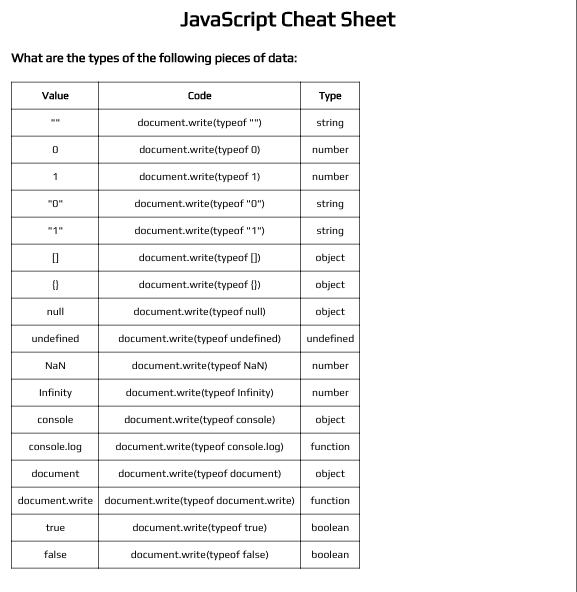 JavaScript Cheat Sheet
What are the types of the following pieces of data:
Value Code Type
"" document.write(typeof "") string
0 document.write(typeof 0) number
1 document.write(typeof 1) number
"0" document.write(typeof "0") string
"1" document.write(typeof "1") string
[] document.write(typeof []) object
{} document.write(typeof {}) object
null document.write(typeof null) object
undefined document.write(typeof undefined) undefined
NaN document.write(typeof NaN) number
Infinity document.write(typeof Infinity) number
console document.write(typeof console) object
console.log document.write(typeof console.log) function
document document.write(typeof document) object
document.write document.write(typeof document.write) function
true document.write(typeof true) boolean
false document.write(typeof false) boolean